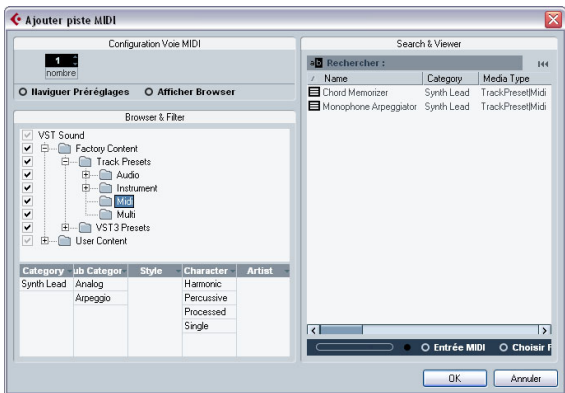 Ajouter piste MIDI
Configuration Voie MIDI
1
nombre
Naviguer Préréglages
Afficher Browser
Browser & Filter
VST Sound
Factory Content
Track Presets
Audio
Instrument
Midi
Multi
VST3 Presets
User Content
Category ub Categor Style Character Artist
Synth Lead Analog Harmonic
Arpeggio Percussive
Processed
Single
Search & Viewer
Rechercher :
Name Category Media Type
Chord Memorizer Synth Lead TrackPreset|Midi
Monophone Arpeggiator Synth Lead TrackPreset|Midi
Entrée MIDI
Choisir F
OK
Annuler